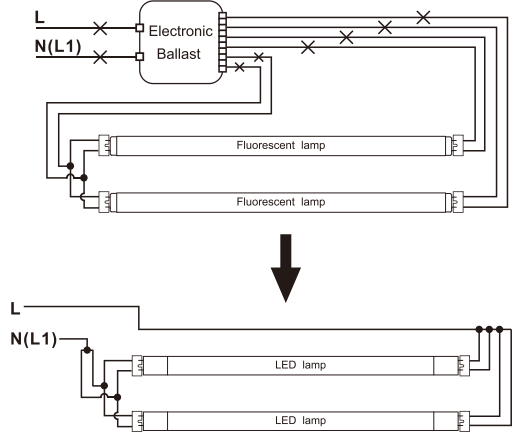 L
N(L1)
Electronic
Ballast
Fluorescent lamp
Fluorescent lamp
L
N(L1)
LED lamp
LED lamp